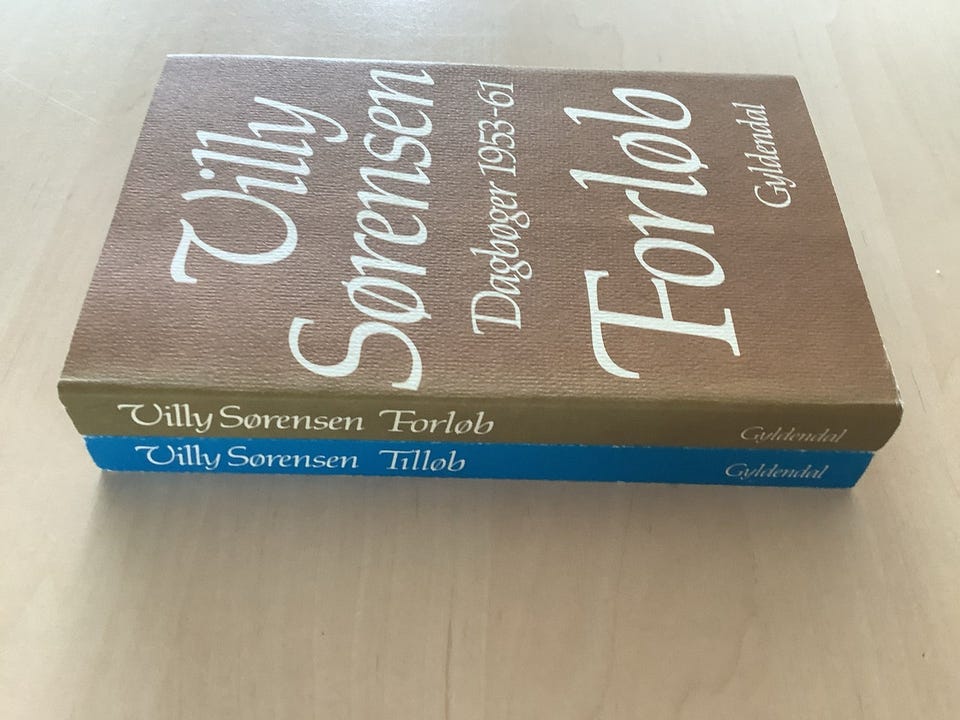 Villy
Sørensen
Dagbøger 1953-61
Forløb
Gyldendal
Villy Sørensen Forløb Gyldendal
Villy Sørensen Tilløb Gyldendal